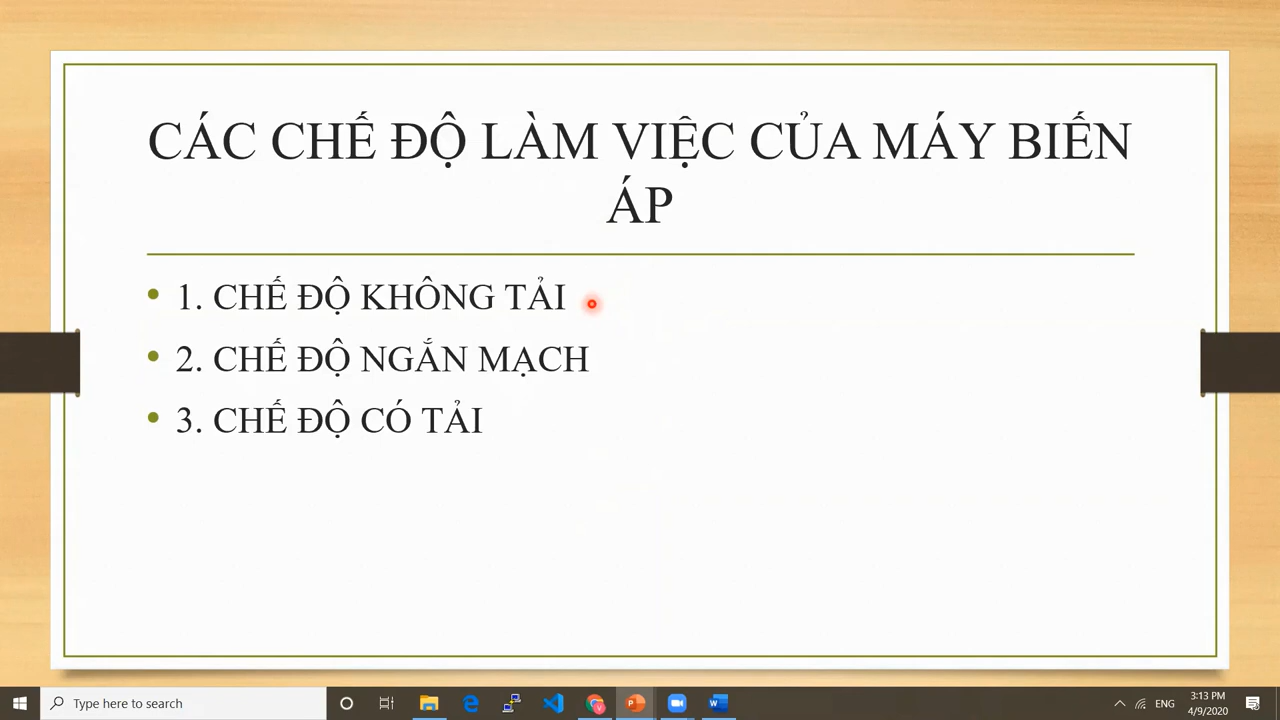 CÁC CHẾ ĐỘ LÀM VIỆC CỦA MÁY BIẾN
ÁP
• 1. CHẾ ĐỘ KHÔNG TẢI
• 2. CHẾ ĐỘ NGẮN MẠCH
• 3. CHẾ ĐỘ CÓ TẢI
Type here to search
ENG
3:13 PM
4/9/2020